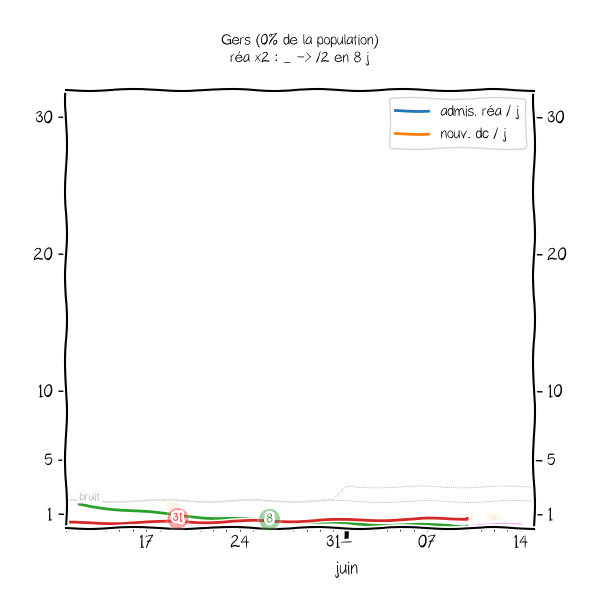 Gers (0% de la population)
réa x2 : _ -> /2 en 8 j
admis. réa / j
nouv. dc / j
30
30
20
20
10
10
5
5
bruit
31
8
1
1
17
24
31
07
14
juin